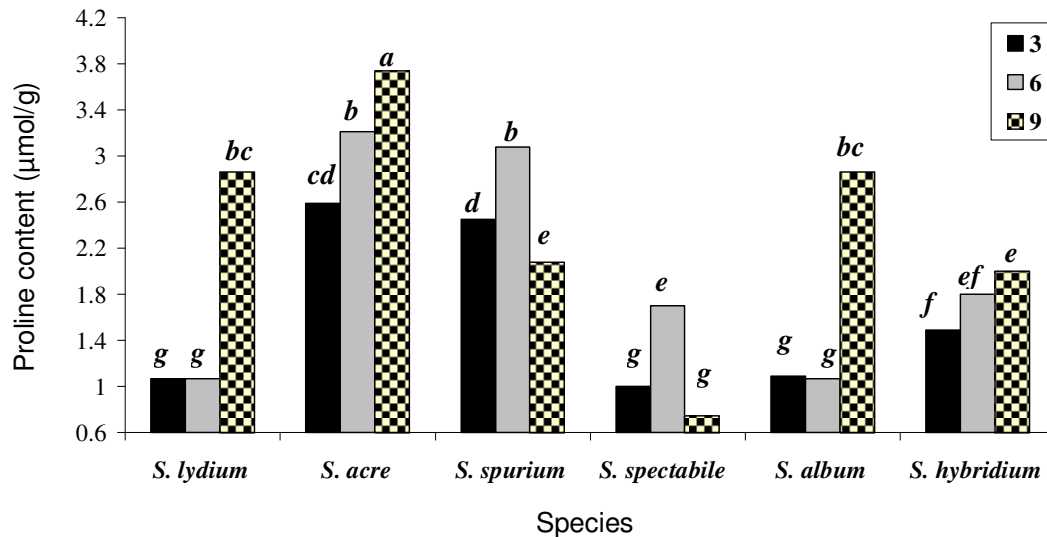 4.2
3.8
3.4
3
2.6
2.2
1.8
1.4
1
0.6
Proline content (µmol/g)
g g bc
cd b a
d b e
g e g
g g bc
f ef e
3
6
9
S. lydium S. acre S. spurium S. spectabile S. album S. hybridium
Species